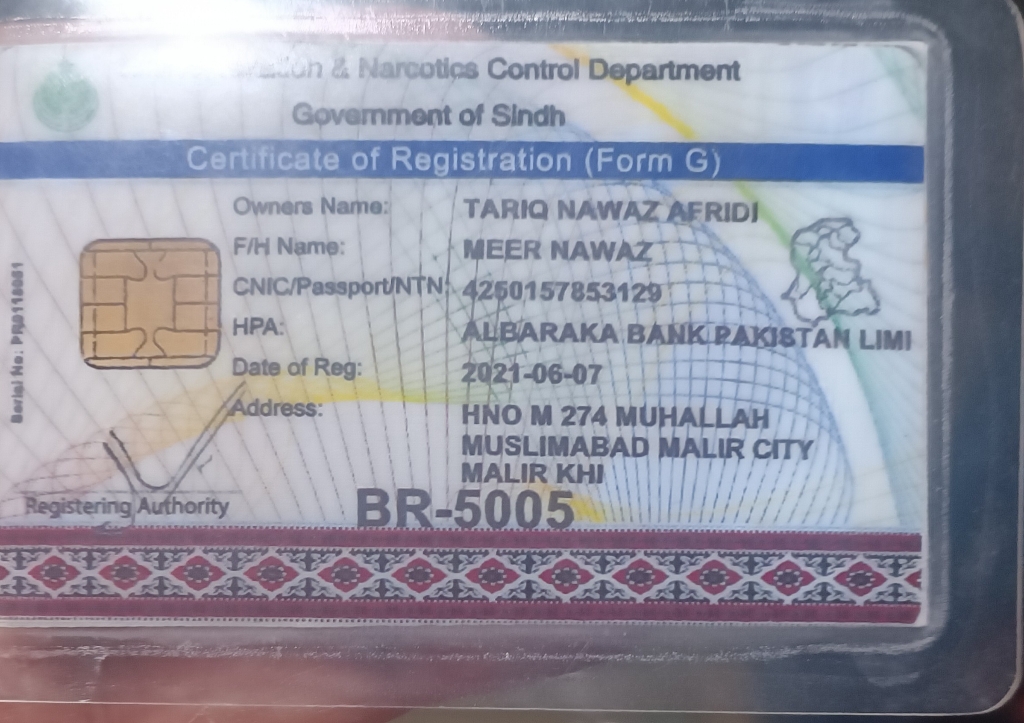 & Narcotics Control Department
Government of Sindh
Certificate of Registration (Form G)
Owners Name: TARIQ NAWAZ AFRIDI
F/H Name: MEER NAWAZ
CNIC/Passport/NTN: 4250157853129
HPA: ALBARAKA BANK PAKISTAN LIMI
Date of Reg: 2021-06-07
Address: HNO M 274 MUHALLAH
MUSLIMABAD MALIR CITY
MALIR KHI
Registering Authority
BR-5005
Serial No: